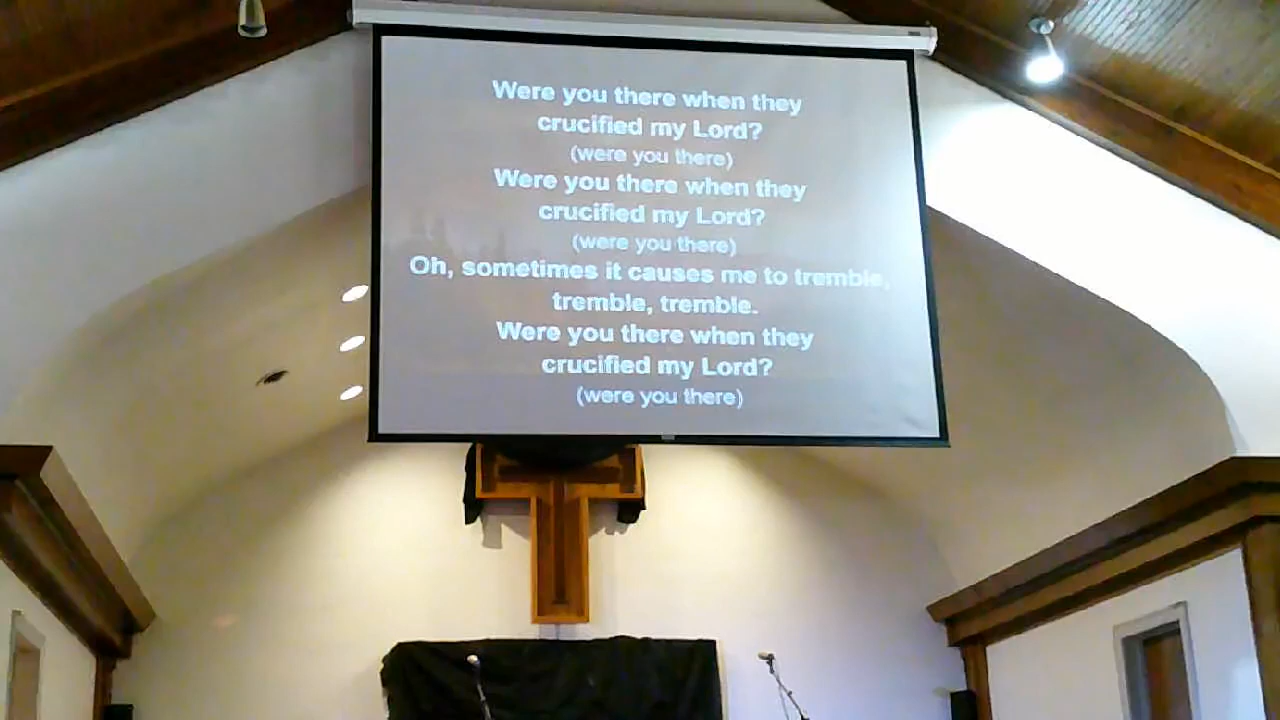 Were you there when they
crucified my Lord?
(were you there)
Were you there when they
crucified my Lord?
(were you there)
Oh, sometimes it causes me to tremble,
tremble, tremble.
Were you there when they
crucified my Lord?
(were you there)